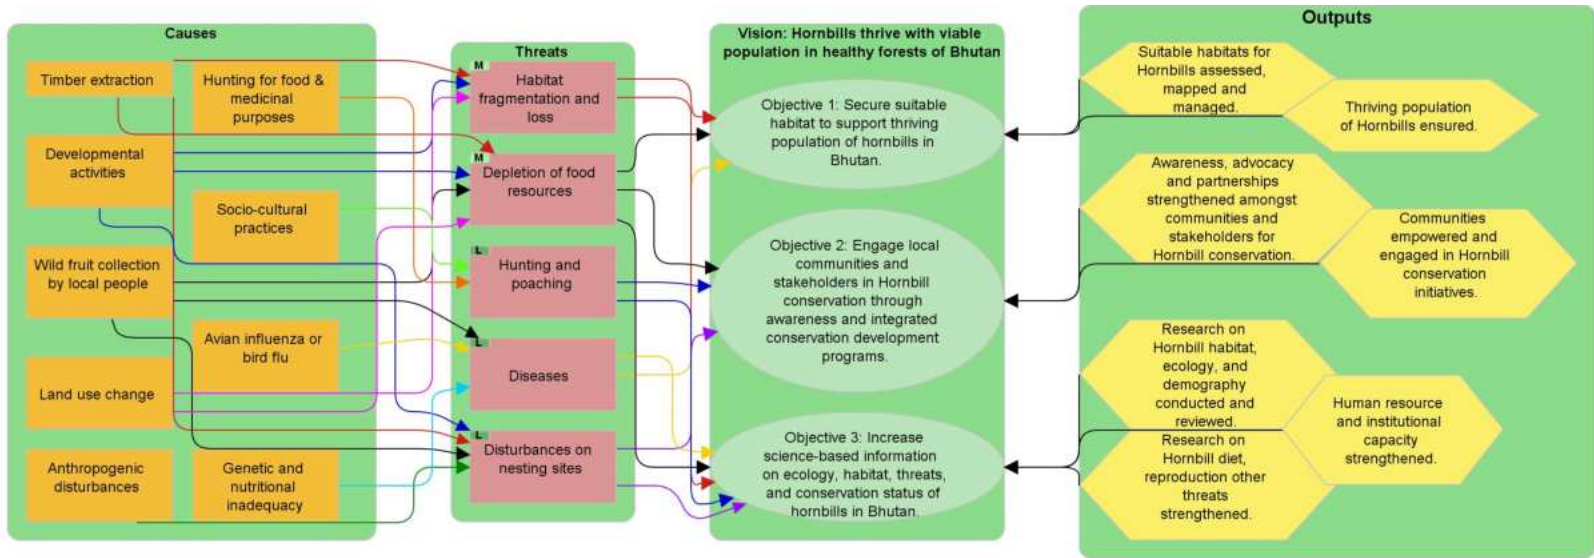 Causes
Timber extraction
Hunting for food &
medicinal
purposes
Developmental
activities
Socio-cultural
practices
Wild fruit collection
by local people
Avian influenza or
bird flu
Land use change
Anthropogenic
disturbances
Genetic and
nutritional
inadequacy
Threats
M
Habitat
fragmentation and
loss
M
Depletion of food
resources
L
Hunting and
poaching
L
Diseases
L
Disturbances on
nesting sites
Vision: Hornbills thrive with viable
population in healthy forests of Bhutan
Objective 1: Secure suitable
habitat to support thriving
population of hornbills in
Bhutan.
Objective 2: Engage local
communities and
stakeholders in Hornbill
conservation through
awareness and integrated
conservation development
programs.
Objective 3: Increase
science-based information
on ecology, habitat, threats,
and conservation status of
hornbills in Bhutan.
Outputs
Suitable habitats for
Hornbills assessed,
mapped and
managed.
Thriving population
of Hornbills ensured.
Awareness, advocacy
and partnerships
strengthened amongst
communities and
stakeholders for
Hornbill conservation.
Communities
empowered and
engaged in Hornbill
conservation
initiatives.
Research on
Hornbill habitat,
ecology, and
demography
conducted and
reviewed.
Human resource
and institutional
capacity
strengthened.
Research on
Hornbill diet,
reproduction other
threats
strengthened.